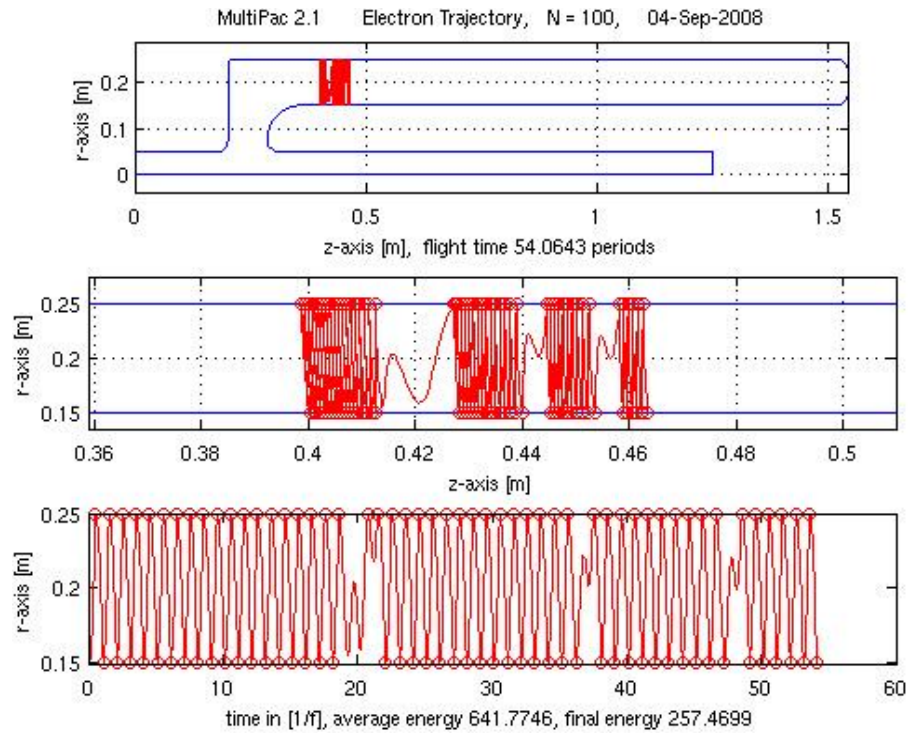 MultiPac 2.1 Electron Trajectory, N = 100, 04-Sep-2008
r-axis [m]
0.2
0.1
0
0 0.5 1 1.5
z-axis [m], flight time 54.0643 periods
r-axis [m]
0.25
0.2
0.15
0.36 0.38 0.4 0.42 0.44 0.46 0.48 0.5
z-axis [m]
r-axis [m]
0.25
0.2
0.15
0 10 20 30 40 50 60
time in [1/f], average energy 641.7746, final energy 257.4699